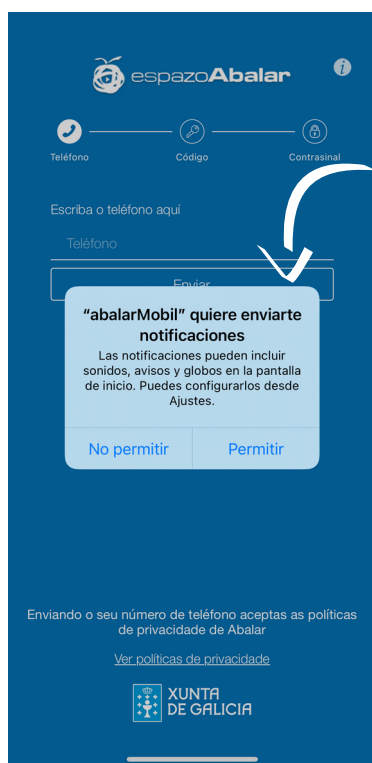 espazoAbalar
i
Teléfono Código Contrasinal
Escriba o teléfono aquí
Teléfono
Enviar
“abalarMobil” quiere enviarte
notificaciones
Las notificaciones pueden incluir
sonidos, avisos y globos en la pantalla
de inicio. Puedes configurarlos desde
Ajustes.
No permitir Permitir
Enviando o seu número de teléfono aceptas as políticas
de privacidade de Abalar
Ver políticas de privacidade
XUNTA
DE GALICIA